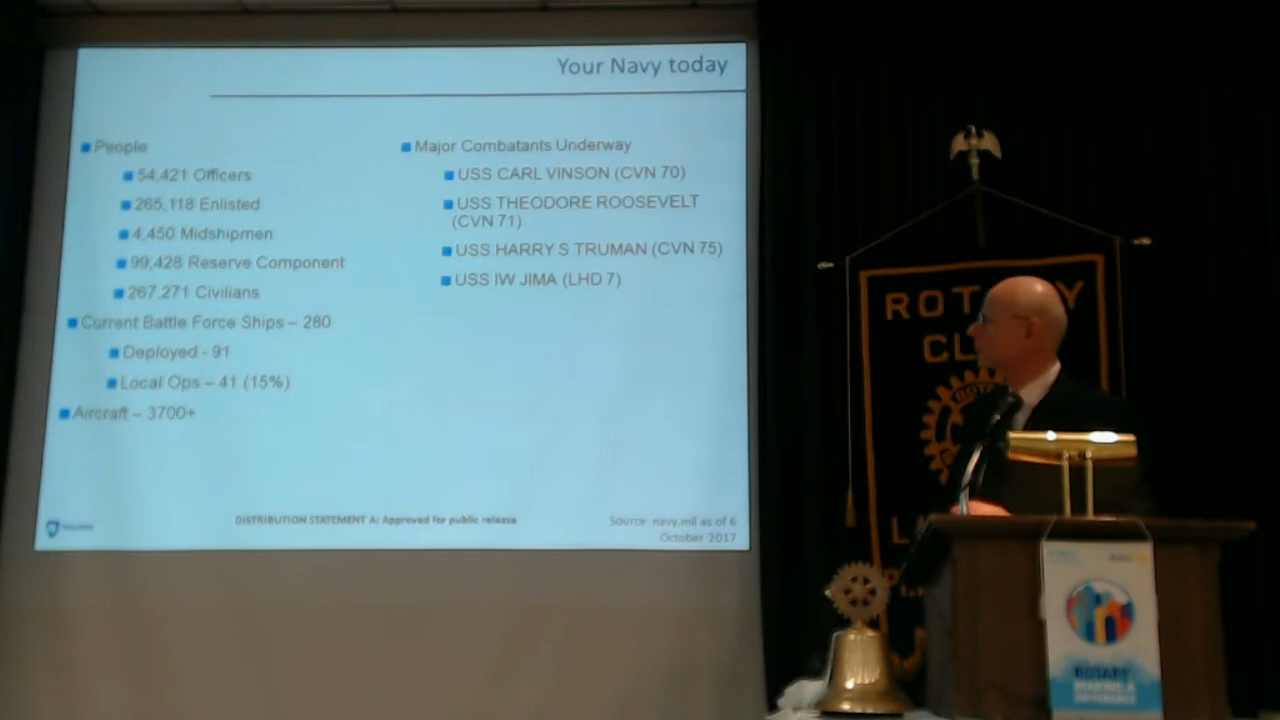 Your Navy today
People
54,421 Officers
265,118 Enlisted
4,450 Midshipmen
99,428 Reserve Component
267,271 Civilians
Current Battle Force Ships – 280
Deployed - 91
Local Ops – 41 (15%)
Aircraft – 3700+
Major Combatants Underway
USS CARL VINSON (CVN 70)
USS THEODORE ROOSEVELT
(CVN 71)
USS HARRY S TRUMAN (CVN 75)
USS IW JIMA (LHD 7)
DISTRIBUTION STATEMENT A: Approved for public release
Source: navy.mil as of 6
October 2017
ROT Y
CL
ROTARY
MAKING A
DIFFERENCE